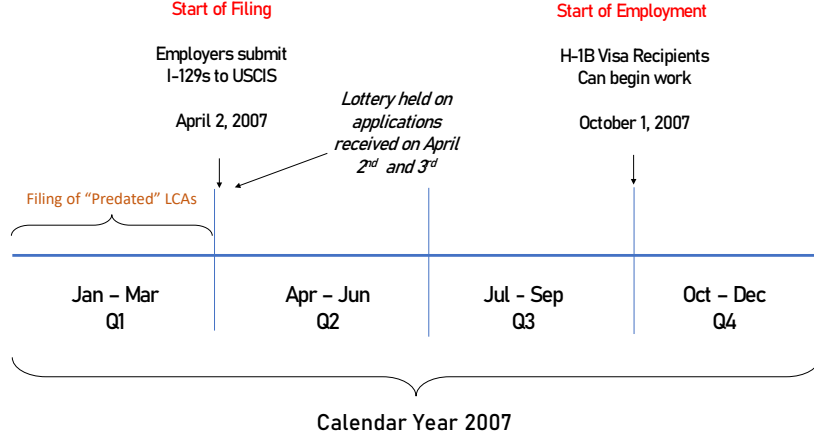 Start of Filing
Employers submit
I-129s to USCIS
April 2, 2007
Lottery held on
applications
received on April
2nd and 3rd
Start of Employment
H-1B Visa Recipients
Can begin work
October 1, 2007
Filing of “Predated” LCAs
Jan – Mar
Q1
Apr – Jun
Q2
Jul - Sep
Q3
Oct – Dec
Q4
Calendar Year 2007